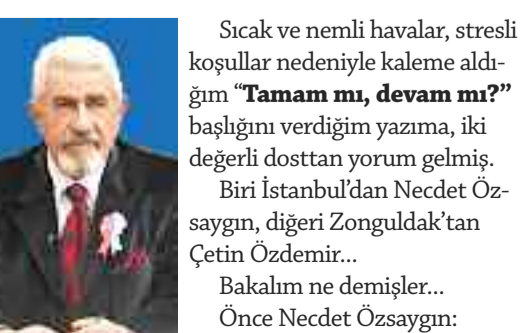 Sıcak ve nemli havalar, stresli
koşullar nedeniyle kaleme aldı-
ğım “Tamam mı, devam mı?”
başlığını verdiğim yazıma, iki
değerli dosttan yorum gelmiş.
Biri İstanbul’dan Necdet Öz-
saygın, diğeri Zonguldak’tan
Çetin Özdemir...
Bakalım ne demişler...
Önce Necdet Özsaygın: